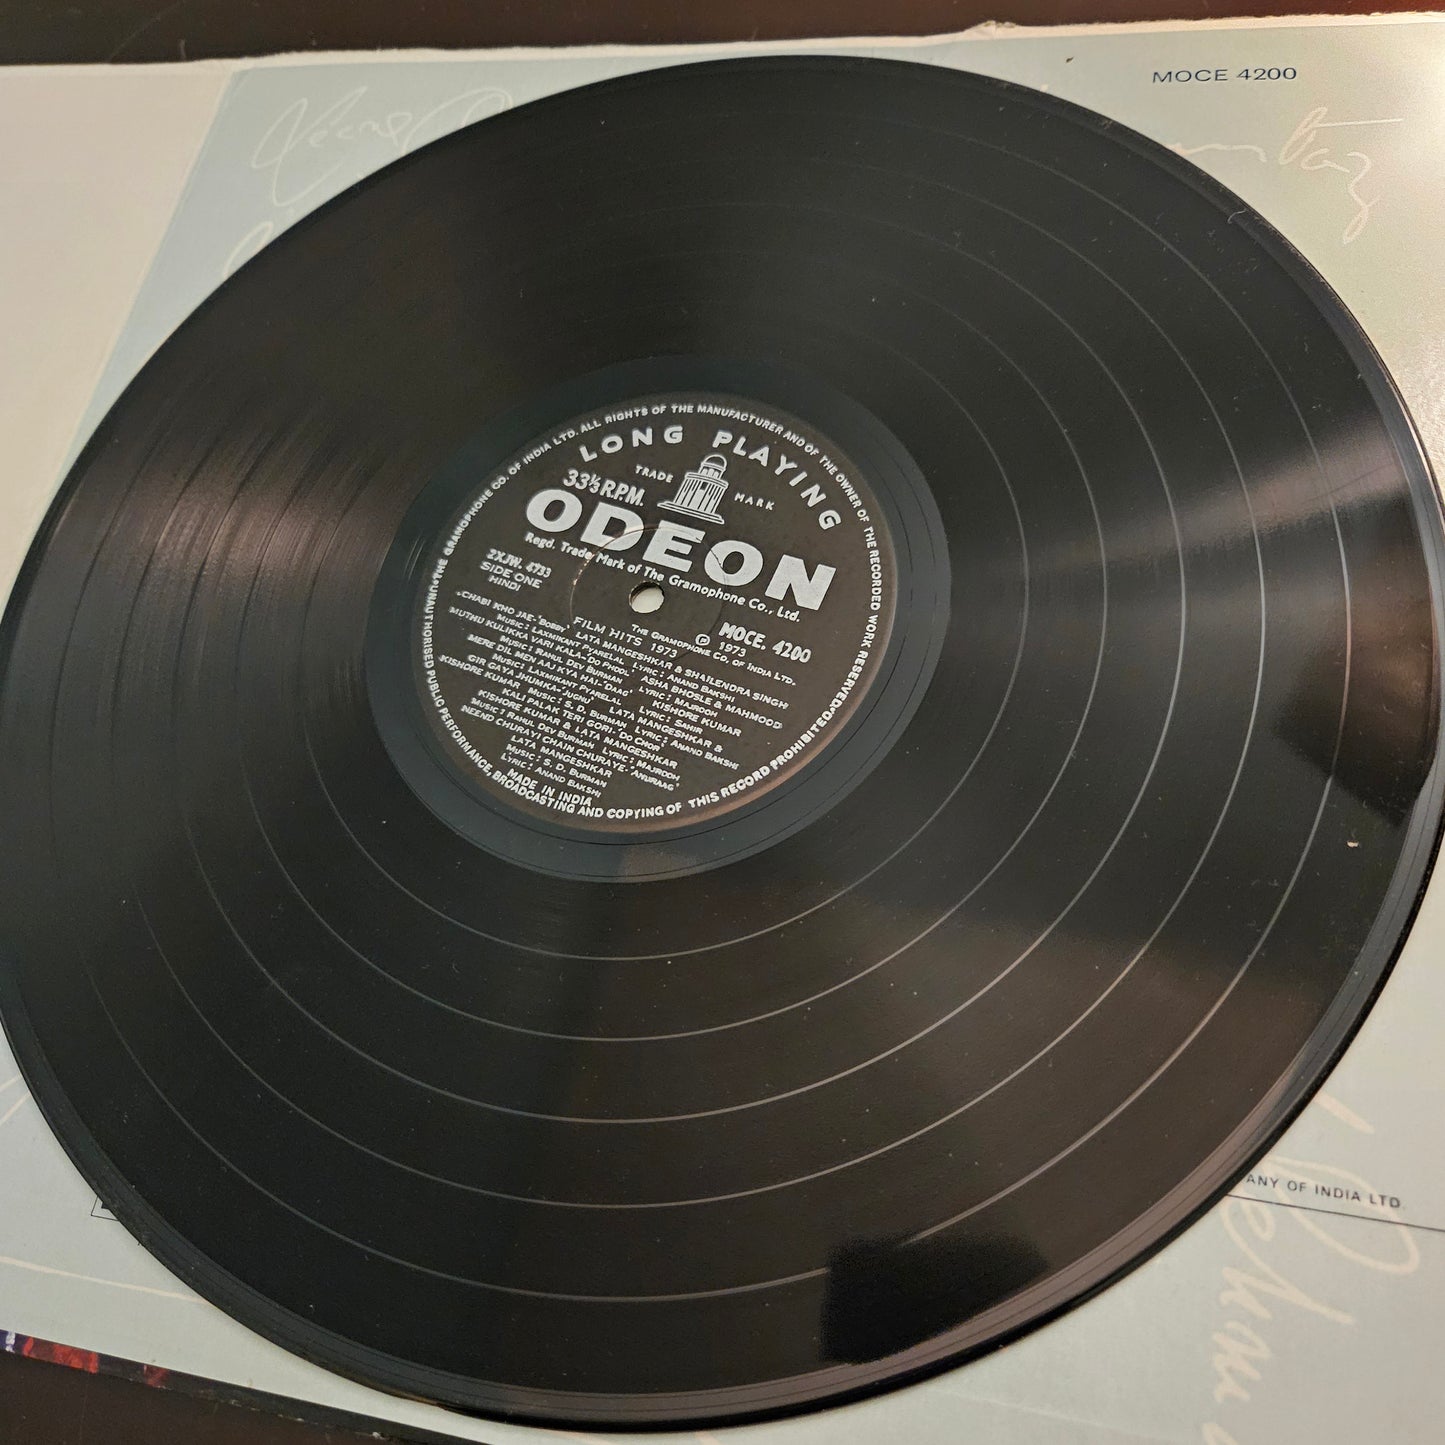 MOCE 4200
THE GRAMOPHONE CO. OF INDIA LTD. ALL RIGHTS OF THE MANUFACTURER AND OF THE OWNER OF THE RECORDED WORK RESERVED
UNAUTHORISED PUBLIC PERFORMANCE, BROADCASTING AND COPYING OF THIS RECORD PROHIBITED
LONG PLAYING
TRADE MARK
33⅓ R.P.M.
ODEON
Regd. Trade Mark of The Gramophone Co., Ltd.
2XJW. 4733
SIDE ONE
HINDI
MOCE. 4200
℗ 1973
THE GRAMOPHONE CO. OF INDIA LTD.
FILM HITS 1973
CHABI KHO JAE-'BOBBY' LATA MANGESHKAR & SHAILENDRA SINGH
MUSIC: LAXMIKANT PYARELAL LYRIC: ANAND BAKSHI
MUTHU KULIKKA VARI KALA-'DO PHOOL' ASHA BHOSLE & MAHMOOD
MUSIC: RAHUL DEV BURMAN LYRIC: MAJROOH
MERE DIL MEN AAJ KYA HAI-'DAAG' KISHORE KUMAR
MUSIC: LAXMIKANT PYARELAL LYRIC: SAHIR
GIR GAYA JHUMKA-'JUGNU' LATA MANGESHKAR &
KISHORE KUMAR MUSIC: S. D. BURMAN LYRIC: ANAND BAKSHI
KALI PALAK TERI GORI-'DO CHOR'
KISHORE KUMAR & LATA MANGESHKAR
MUSIC: RAHUL DEV BURMAN LYRIC: MAJROOH
NEEND CHURAYI CHAIN CHURAYE-'ANURAAG'
LATA MANGESHKAR
MUSIC: S. D. BURMAN
LYRIC: ANAND BAKSHI
MADE IN INDIA
ANY OF INDIA LTD.